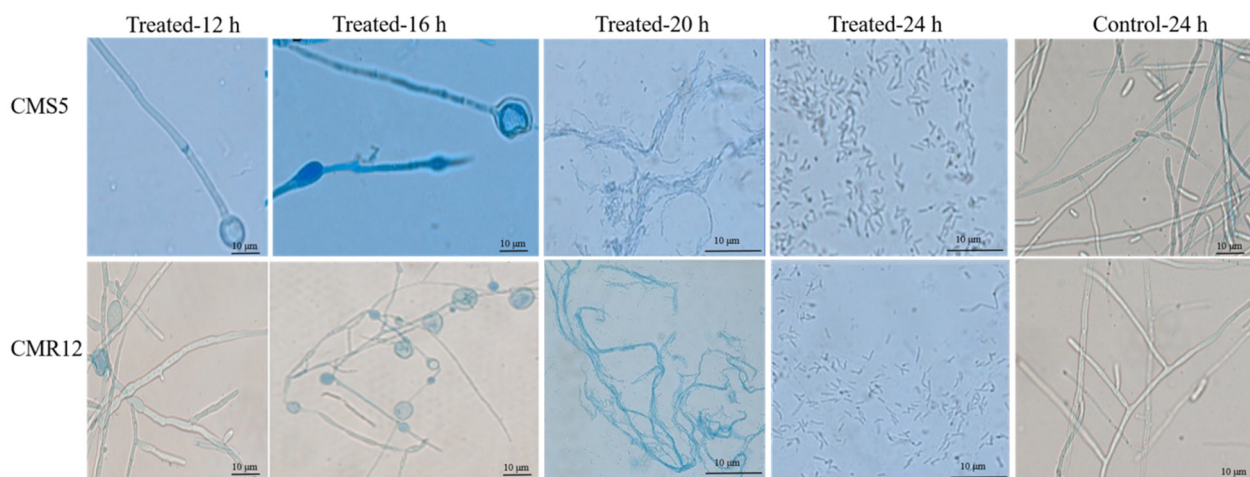 Treated-12 h Treated-16 h Treated-20 h Treated-24 h Control-24 h
CMS5
10 μm 10 μm 10 μm 10 μm 10 μm
CMR12
10 μm 10 μm 10 μm 10 μm 10 μm